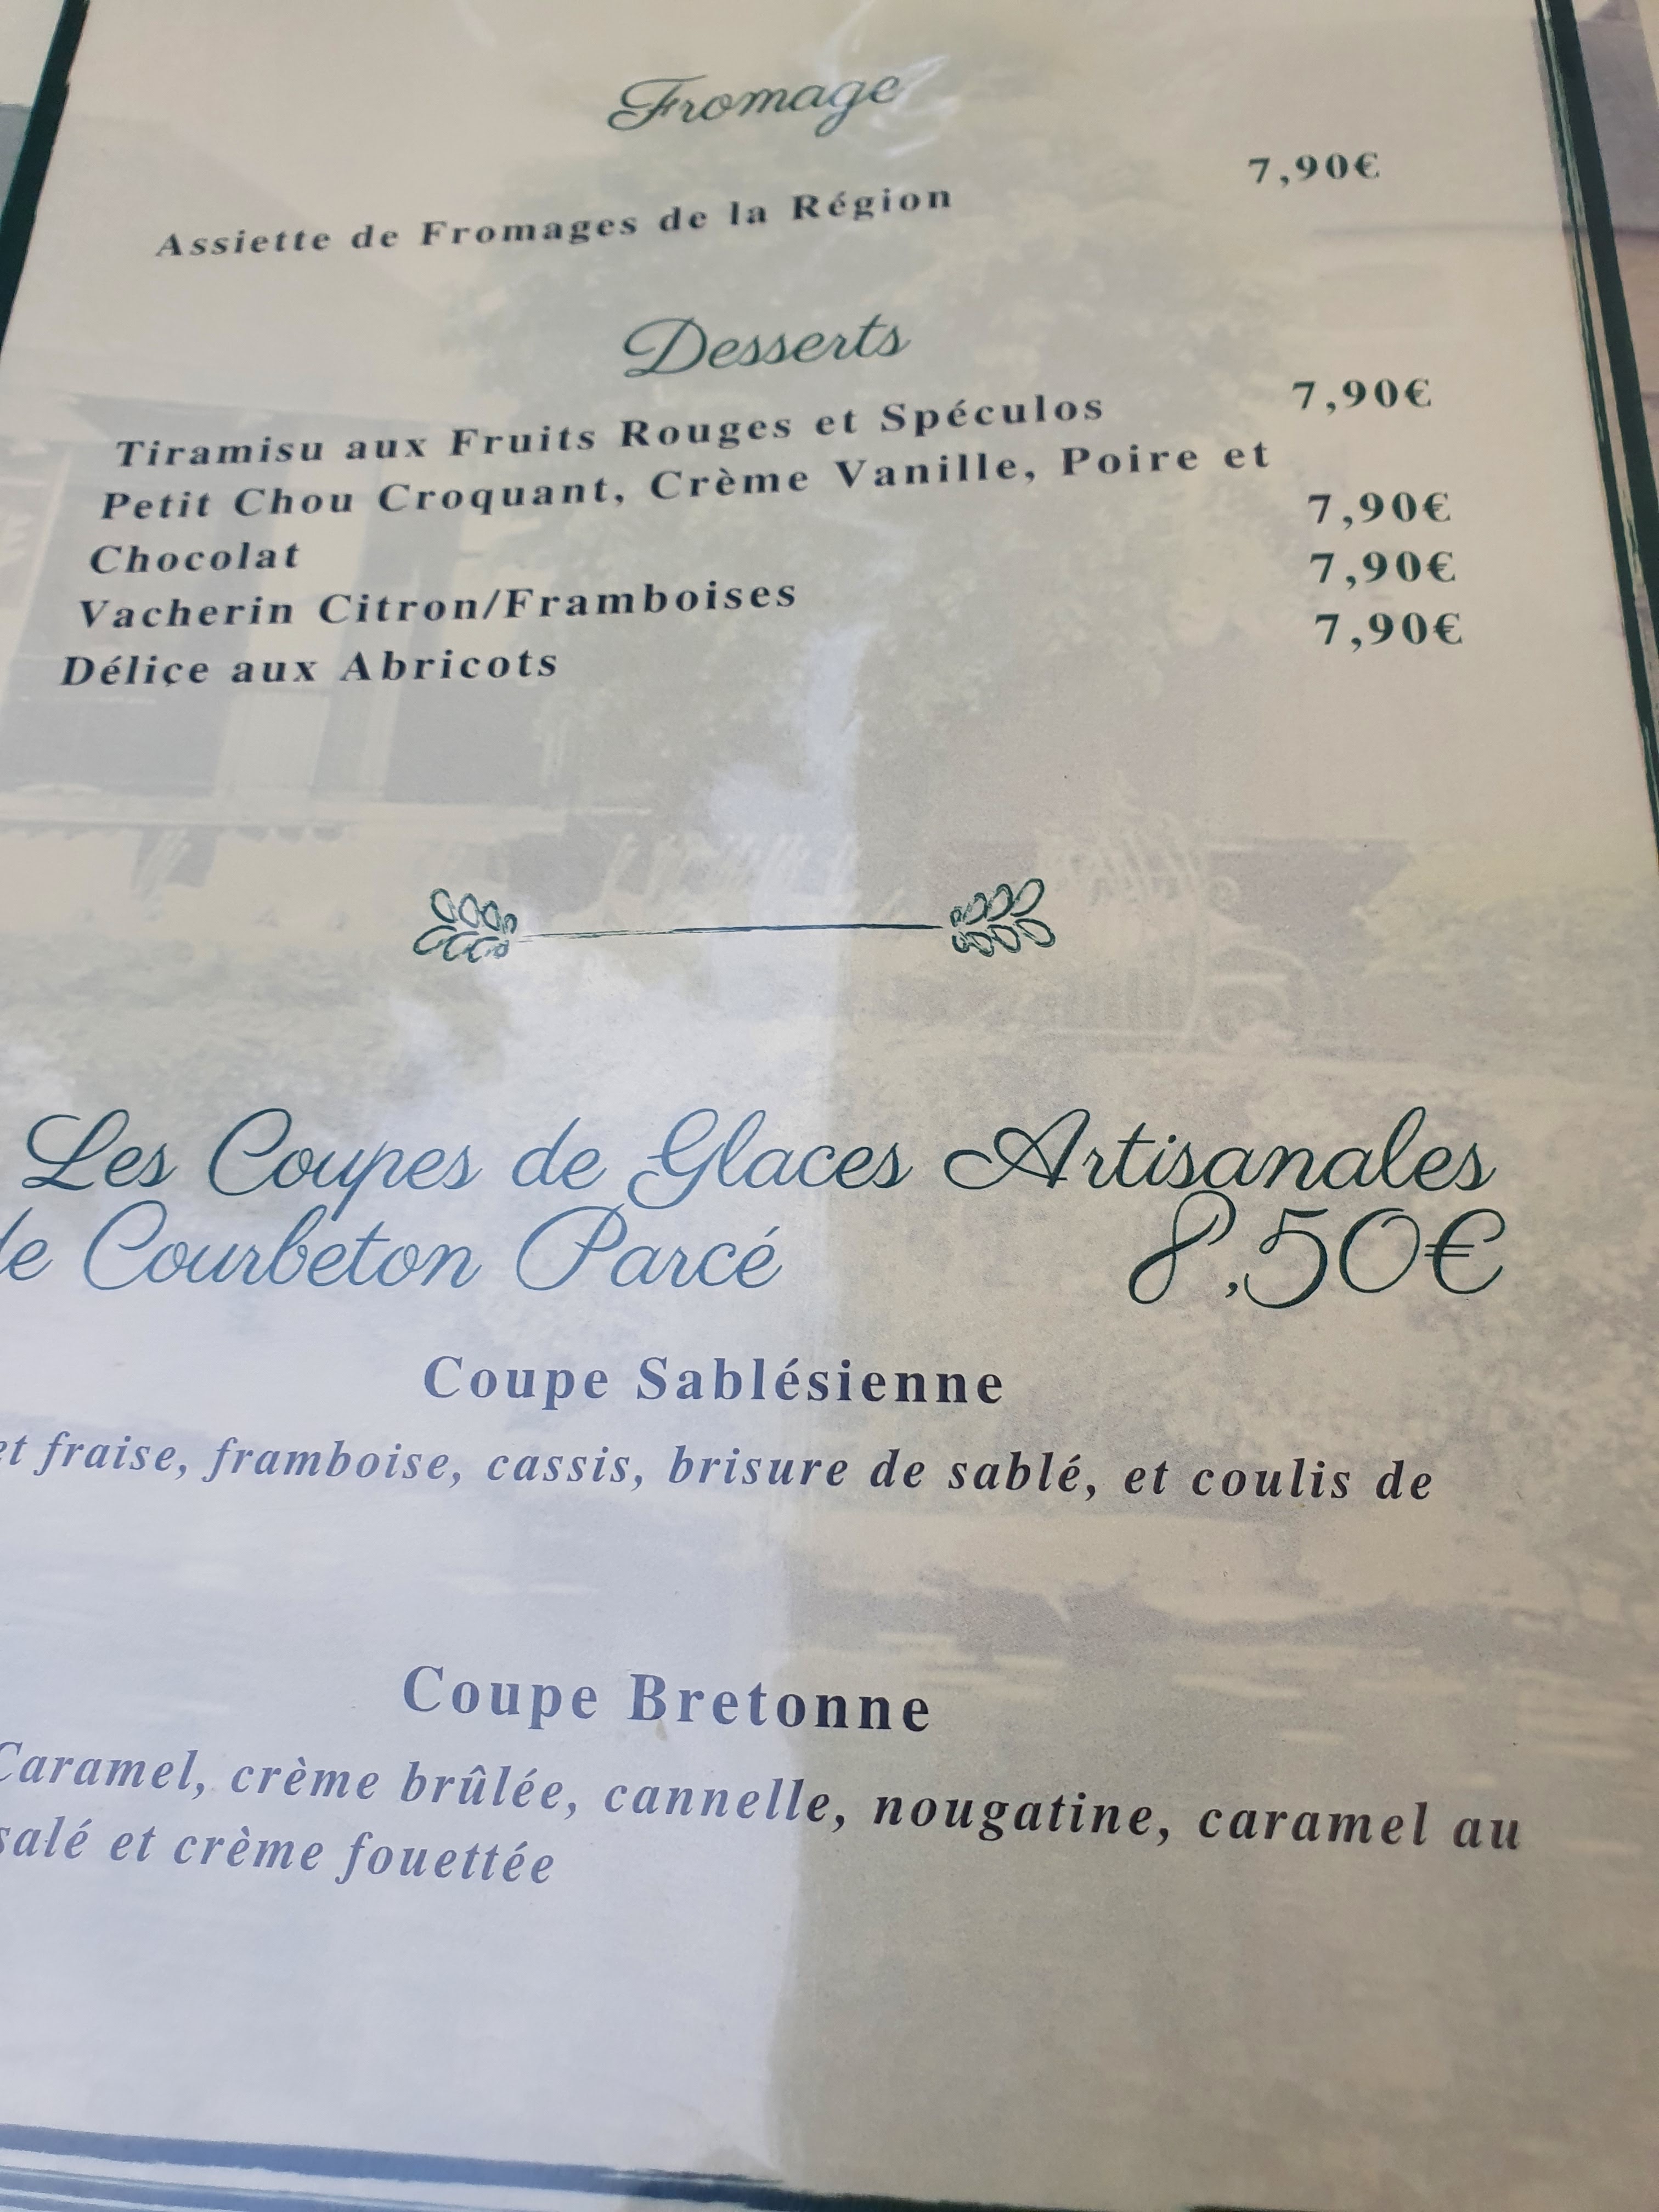 Fromage
Assiette de Fromages de la Région 7,90€
Desserts
Tiramisu aux Fruits Rouges et Spéculos 7,90€
Petit Chou Croquant, Crème Vanille, Poire et
Chocolat 7,90€
Vacherin Citron/Framboises 7,90€
Déliçe aux Abricots 7,90€
Les Coupes de Glaces Artisanales
de Courbeton Parcé 8,50€
Coupe Sablésienne
et fraise, framboise, cassis, brisure de sablé, et coulis de
Coupe Bretonne
Caramel, crème brûlée, cannelle, nougatine, caramel au
salé et crème fouettée